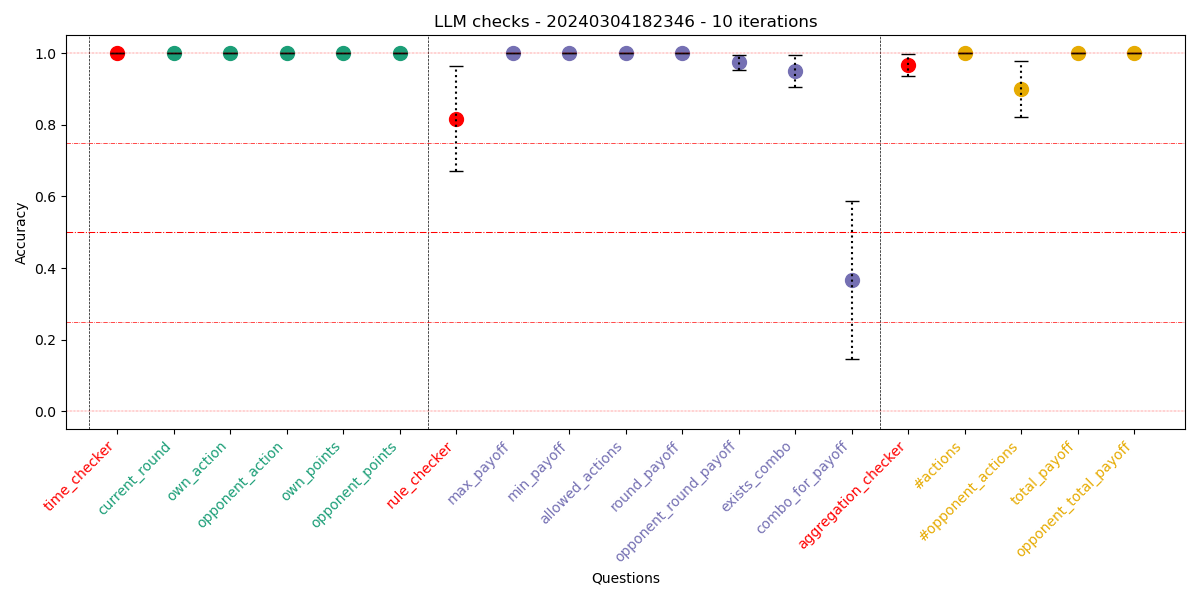 LLM checks - 20240304182346 - 10 iterations
Accuracy
1.0
0.8
0.6
0.4
0.2
0.0
time_checker
current_round
own_action
opponent_action
own_points
opponent_points
rule_checker
max_payoff
min_payoff
allowed_actions
round_payoff
opponent_round_payoff
exists_combo
combo_for_payoff
aggregation_checker
#actions
#opponent_actions
total_payoff
opponent_total_payoff
Questions